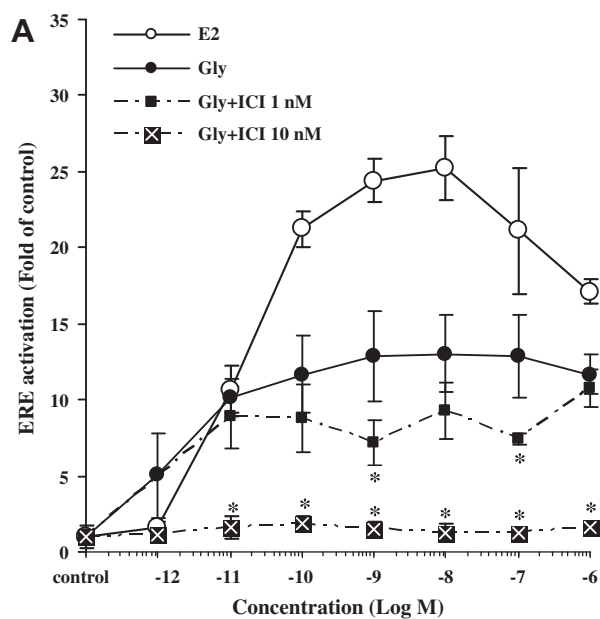 A
35
30
25
20
15
10
5
0
ERE activation (Fold of control)
E2
Gly
Gly+ICI 1 nM
Gly+ICI 10 nM
*
*
* * * * * *
control -12 -11 -10 -9 -8 -7 -6
Concentration (Log M)